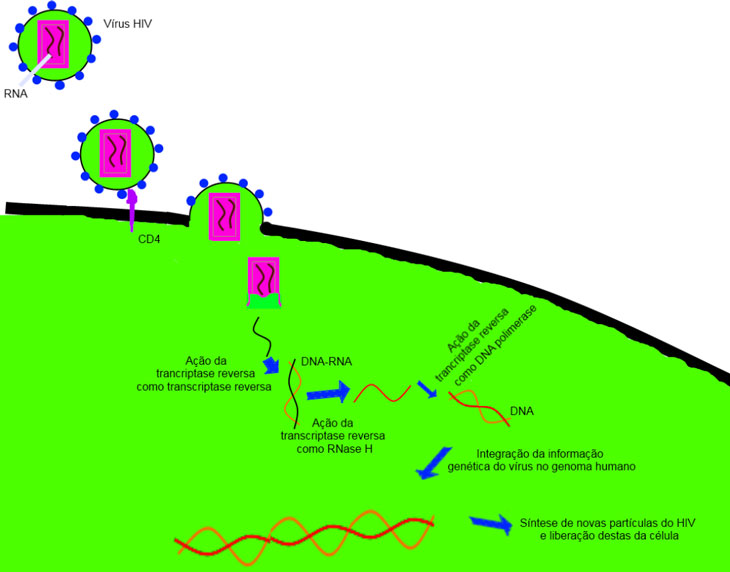 Vírus HIV
RNA
CD4
Ação da
trancriptase reversa
como transcriptase reversa
DNA-RNA
Ação da
transcriptase reversa
como RNase H
Ação da
trancriptase reversa
como DNA polimerase
DNA
Integração da informação
genética do vírus no genoma humano
Síntese de novas partículas do HIV
e liberação destas da célula